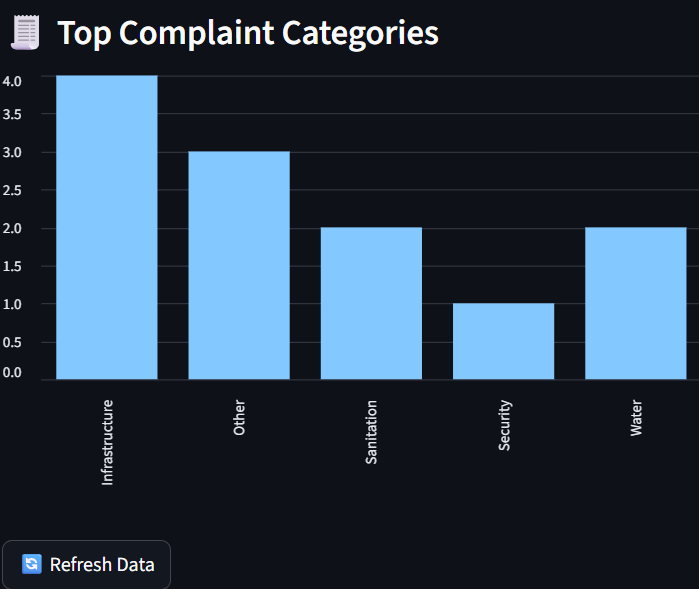 Top Complaint Categories
4.0
3.5
3.0
2.5
2.0
1.5
1.0
0.5
0.0
Infrastructure
Other
Sanitation
Security
Water
Refresh Data